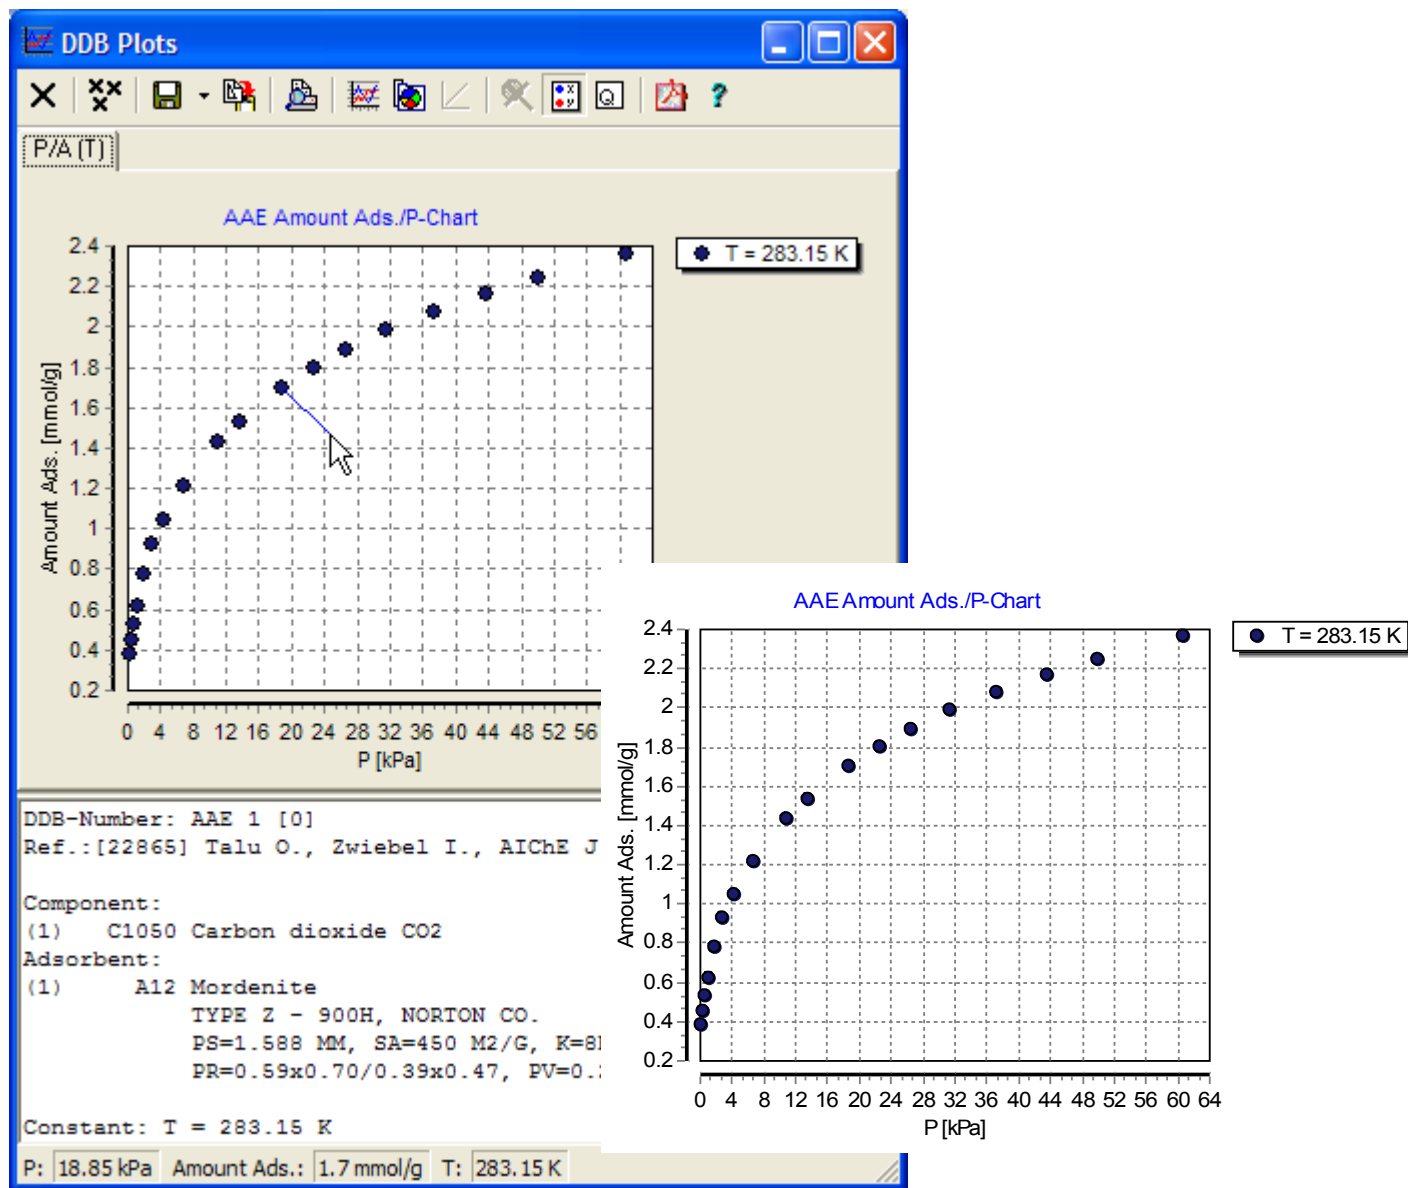 DDB Plots
P/A (T)
AAE Amount Ads./P-Chart
T = 283.15 K
2.4
2.2
2
1.8
1.6
1.4
1.2
1
0.8
0.6
0.4
0.2
Amount Ads. [mmol/g]
0 4 8 12 16 20 24 28 32 36 40 44 48 52 56
P [kPa]
DDB-Number: AAE 1 [0]
Ref.:[22865] Talu O., Zwiebel I., AIChE J
Component:
(1) C1050 Carbon dioxide CO2
Adsorbent:
(1) A12 Mordenite
TYPE Z - 900H, NORTON CO.
PS=1.588 MM, SA=450 M2/G, K=8
PR=0.59x0.70/0.39x0.47, PV=0.
Constant: T = 283.15 K
P: 18.85 kPa Amount Ads.: 1.7 mmol/g T: 283.15 K
AAE Amount Ads./P-Chart
T = 283.15 K
2.4
2.2
2
1.8
1.6
1.4
1.2
1
0.8
0.6
0.4
0.2
Amount Ads. [mmol/g]
0 4 8 12 16 20 24 28 32 36 40 44 48 52 56 60 64
P [kPa]